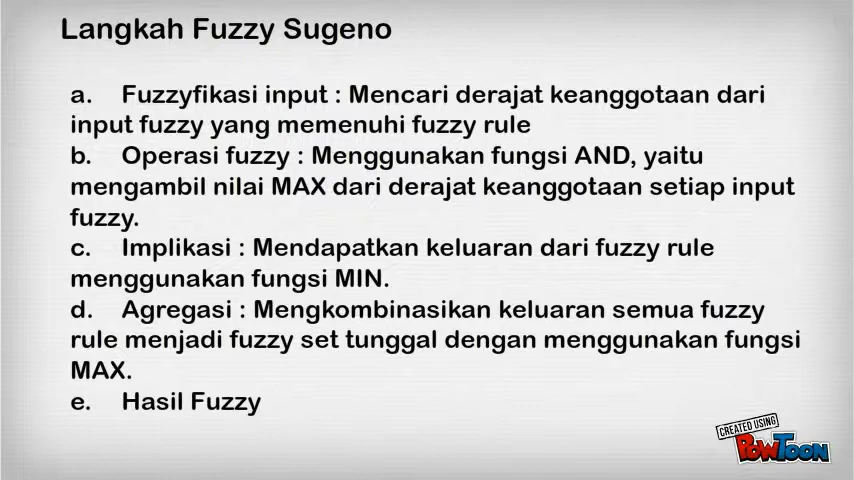 Langkah Fuzzy Sugeno
a. Fuzzyfikasi input : Mencari derajat keanggotaan dari
input fuzzy yang memenuhi fuzzy rule
b. Operasi fuzzy : Menggunakan fungsi AND, yaitu
mengambil nilai MAX dari derajat keanggotaan setiap input
fuzzy.
c. Implikasi : Mendapatkan keluaran dari fuzzy rule
menggunakan fungsi MIN.
d. Agregasi : Mengkombinasikan keluaran semua fuzzy
rule menjadi fuzzy set tunggal dengan menggunakan fungsi
MAX.
e. Hasil Fuzzy
CREATED USING
POWTOON